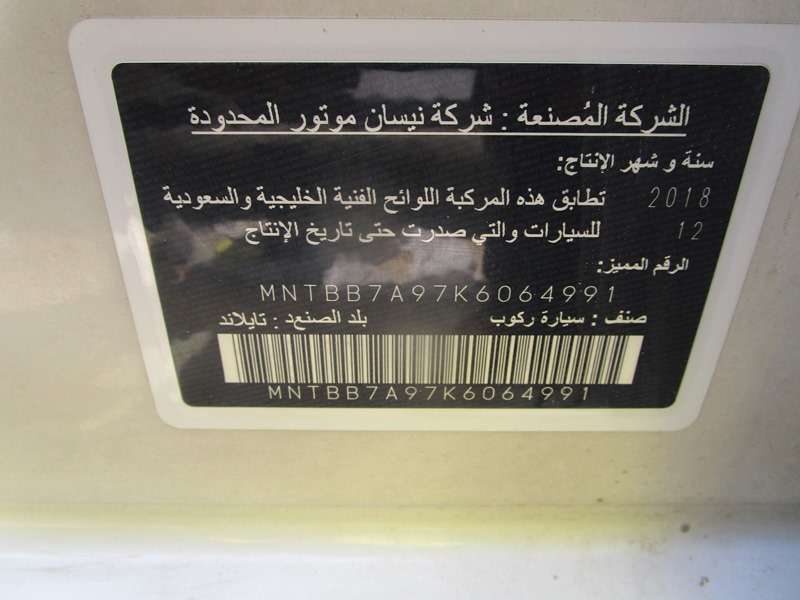 الشركة المُصنعة : شركة نيسان موتور المحدودة
سنة و شهر الإنتاج:
2018 تطابق هذه المركبة اللوائح الفنية الخليجية والسعودية
12 للسيارات والتي صدرت حتى تاريخ الإنتاج
الرقم المميز:
MNTBB7A97K6064991
صنف : سيارة ركوب بلد الصنعد : تايلاند
MNTBB7A97K6064991